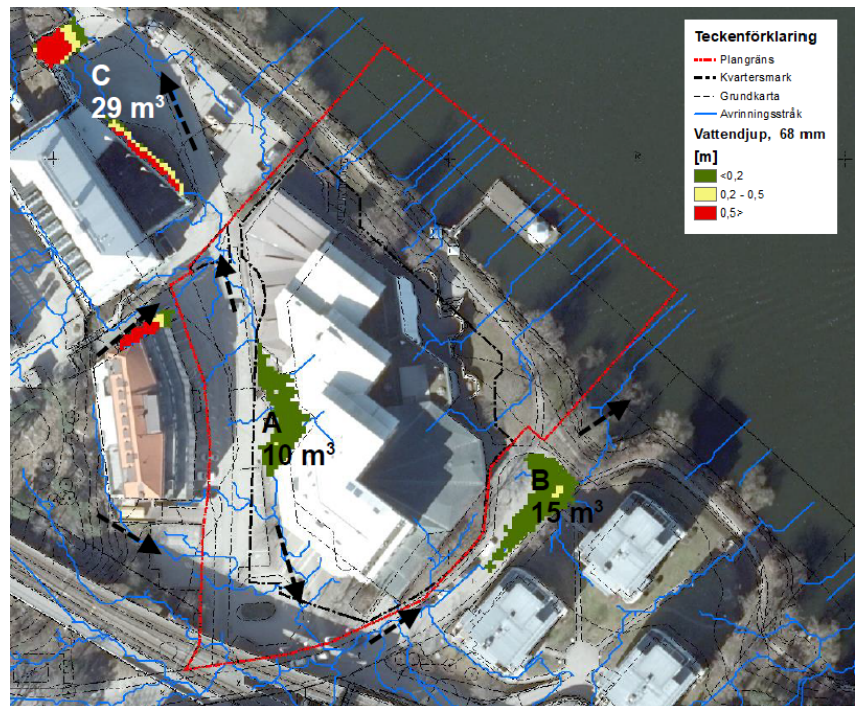 Teckenförklaring
Plangräns
Kvartersmark
Grundkarta
Avrinningsstråk
Vattendjup, 68 mm
[m]
<0,2
0,2 - 0,5
0,5>
C
29 m³
A
10 m³
B
15 m³